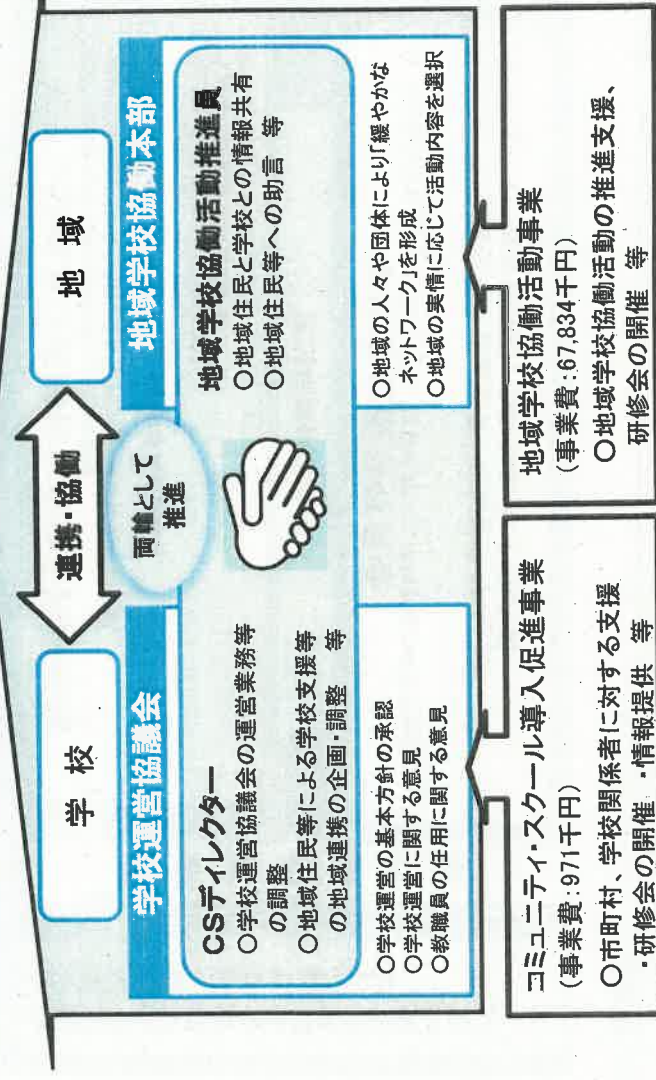 学校
連携・協働
地域
両輪として
推進
学校運営協議会
CSディレクター
○学校運営協議会の運営業務等
の調整
○地域住民等による学校支援等
の地域連携の企画・調整 等
○学校運営の基本方針の承認
○学校運営に関する意見
○教職員の任用に関する意見
地域学校協働本部
地域学校協働活動推進員
○地域住民と学校との情報共有
○地域住民等への助言 等
○地域の人々や団体により「緩やかな
ネットワーク」を形成
○地域の実情に応じて活動内容を選択
コミュニティ・スクール導入促進事業
(事業費:971千円)
○市町村、学校関係者に対する支援
・研修会の開催 ・情報提供 等
地域学校協働活動事業
(事業費:67,834千円)
○地域学校協働活動の推進支援、
研修会の開催 等